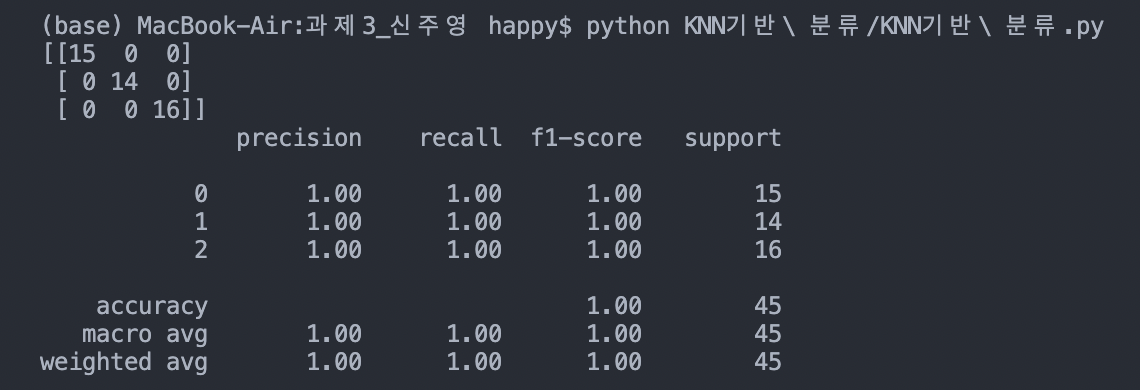 (base) MacBook-Air:과제3_신주영 happy$ python KNN기반\ 분류/KNN기반\ 분류.py
[[15  0  0]
 [ 0 14  0]
 [ 0  0 16]]
              precision    recall  f1-score   support

           0       1.00      1.00      1.00        15
           1       1.00      1.00      1.00        14
           2       1.00      1.00      1.00        16

    accuracy                           1.00        45
   macro avg       1.00      1.00      1.00        45
weighted avg       1.00      1.00      1.00        45